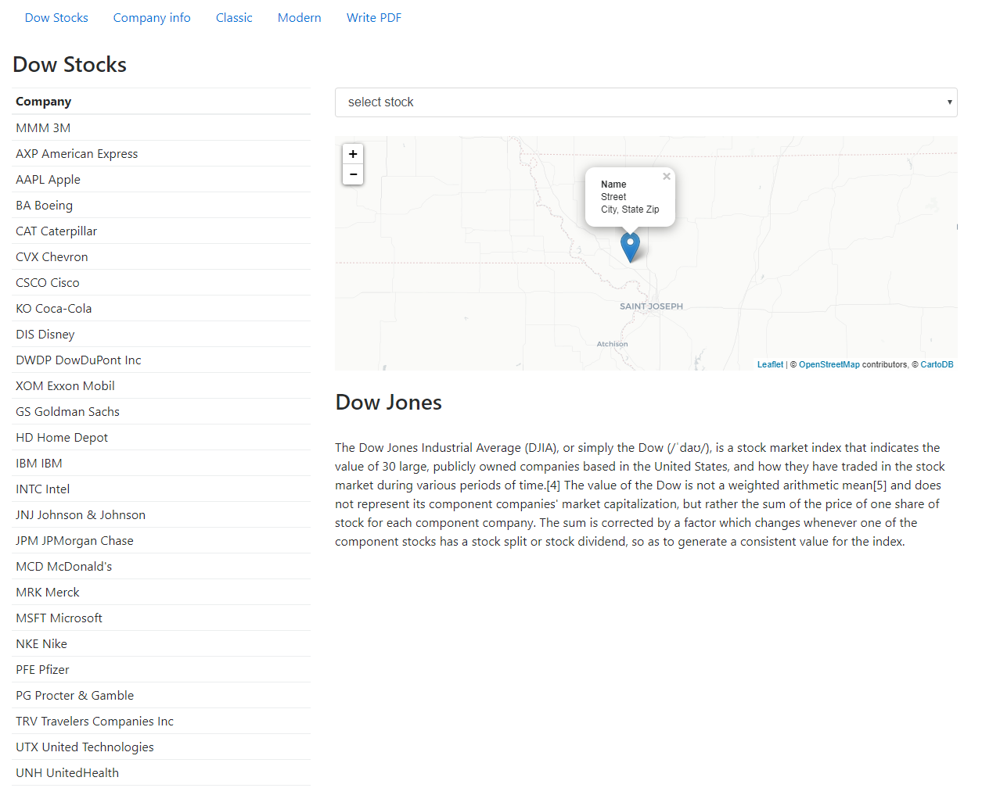 Dow Stocks Company info Classic Modern Write PDF
Dow Stocks
Company
MMM 3M
AXP American Express
AAPL Apple
BA Boeing
CAT Caterpillar
CVX Chevron
CSCO Cisco
KO Coca-Cola
DIS Disney
DWDP DowDuPont Inc
XOM Exxon Mobil
GS Goldman Sachs
HD Home Depot
IBM IBM
INTC Intel
JNJ Johnson & Johnson
JPM JPMorgan Chase
MCD McDonald's
MRK Merck
MSFT Microsoft
NKE Nike
PFE Pfizer
PG Procter & Gamble
TRV Travelers Companies Inc
UTX United Technologies
UNH UnitedHealth
select stock
+
−
Name
Street
City, State Zip
×
SAINT JOSEPH
Atchison
Leaflet | © OpenStreetMap contributors, © CartoDB
Dow Jones
The Dow Jones Industrial Average (DJIA), or simply the Dow (/ˈdaʊ/), is a stock market index that indicates the
value of 30 large, publicly owned companies based in the United States, and how they have traded in the stock
market during various periods of time.[4] The value of the Dow is not a weighted arithmetic mean[5] and does
not represent its component companies' market capitalization, but rather the sum of the price of one share of
stock for each component company. The sum is corrected by a factor which changes whenever one of the
component stocks has a stock split or stock dividend, so as to generate a consistent value for the index.